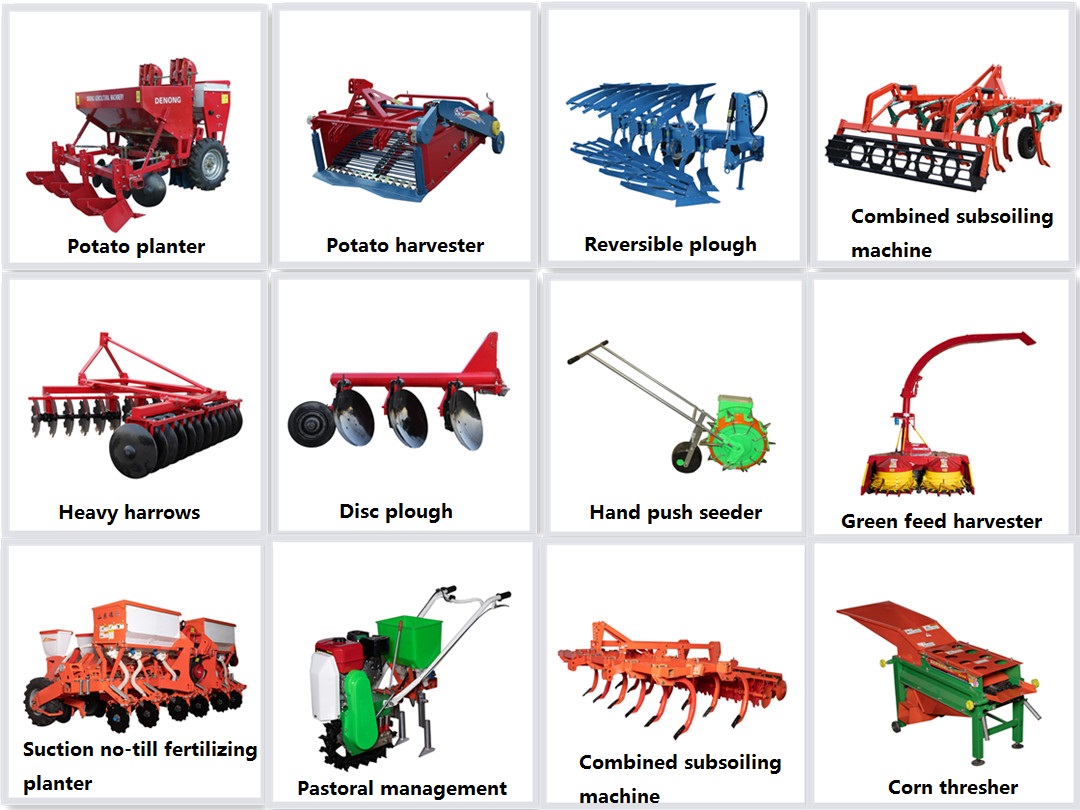 DENONG
Potato planter
Potato harvester
Reversible plough
Combined subsoiling
machine
Heavy harrows
Disc plough
Hand push seeder
Green feed harvester
Suction no-till fertilizing
planter
Pastoral management
Combined subsoiling
machine
Corn thresher